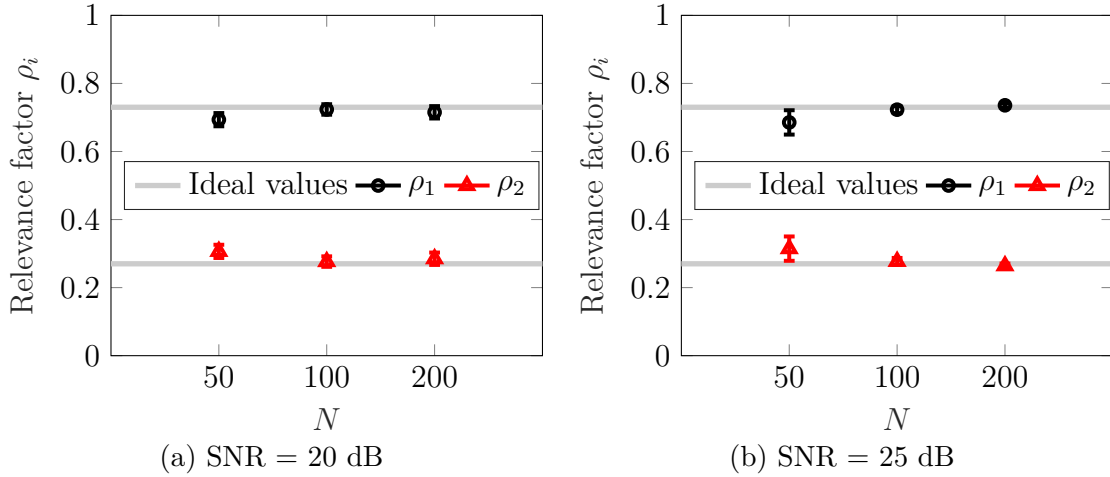 1
0.8
0.6
0.4
0.2
0
Relevance factor ρi
Ideal values ρ1 ρ2
50 100 200
N
(a) SNR = 20 dB
1
0.8
0.6
0.4
0.2
0
Relevance factor ρi
Ideal values ρ1 ρ2
50 100 200
N
(b) SNR = 25 dB